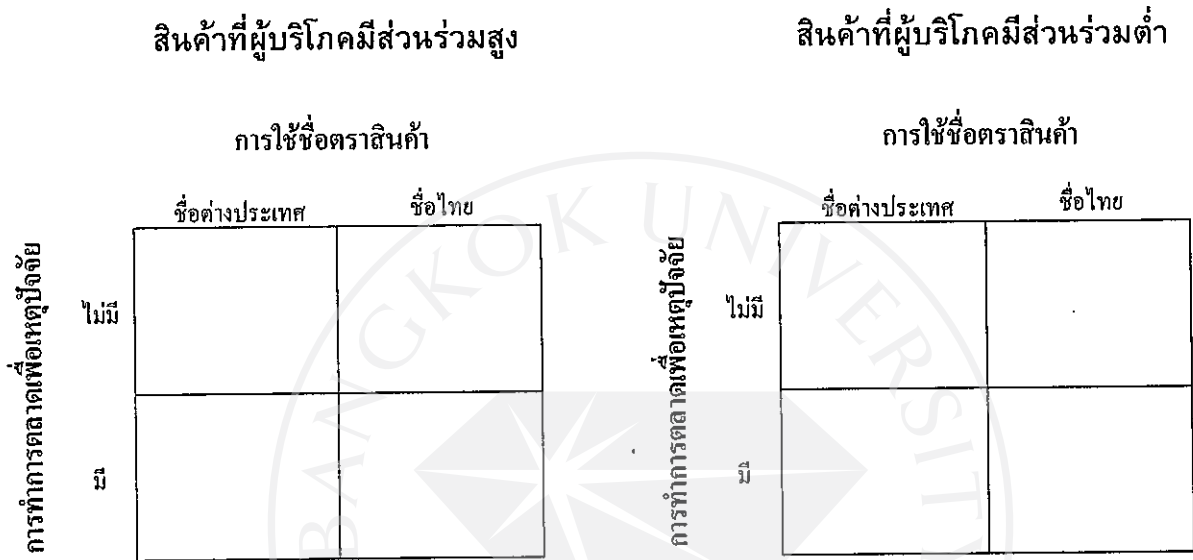 สินค้าที่ผู้บริโภคมีส่วนร่วมสูง
การใช้ชื่อตราสินค้า
ชื่อต่างประเทศ ชื่อไทย
การทำการตลาดเพื่อเหตุปัจจัย
ไม่มี
มี
สินค้าที่ผู้บริโภคมีส่วนร่วมต่ำ
การใช้ชื่อตราสินค้า
ชื่อต่างประเทศ ชื่อไทย
การทำการตลาดเพื่อเหตุปัจจัย
ไม่มี
มี
BANGKOK UNIVERSITY